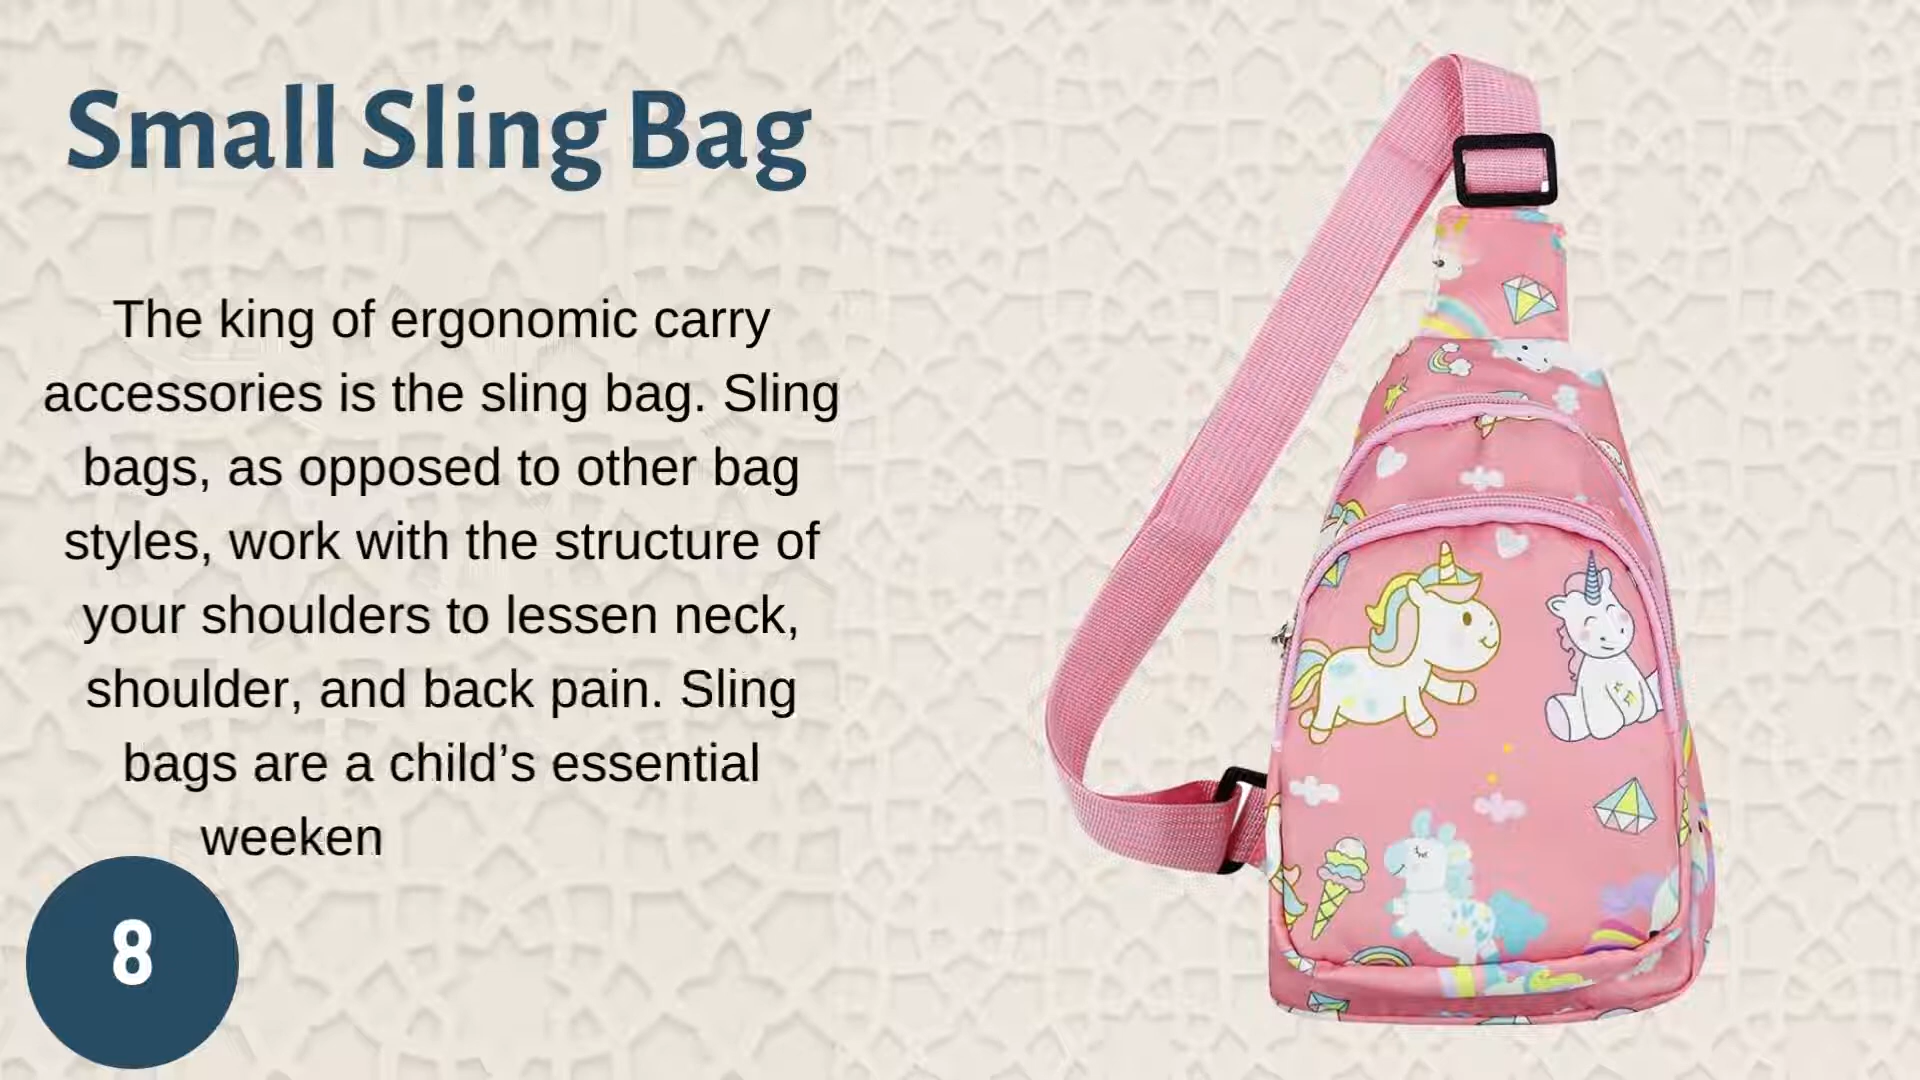 Small Sling Bag
The king of ergonomic carry
accessories is the sling bag. Sling
bags, as opposed to other bag
styles, work with the structure of
your shoulders to lessen neck,
shoulder, and back pain. Sling
bags are a child’s essential
weeken
8